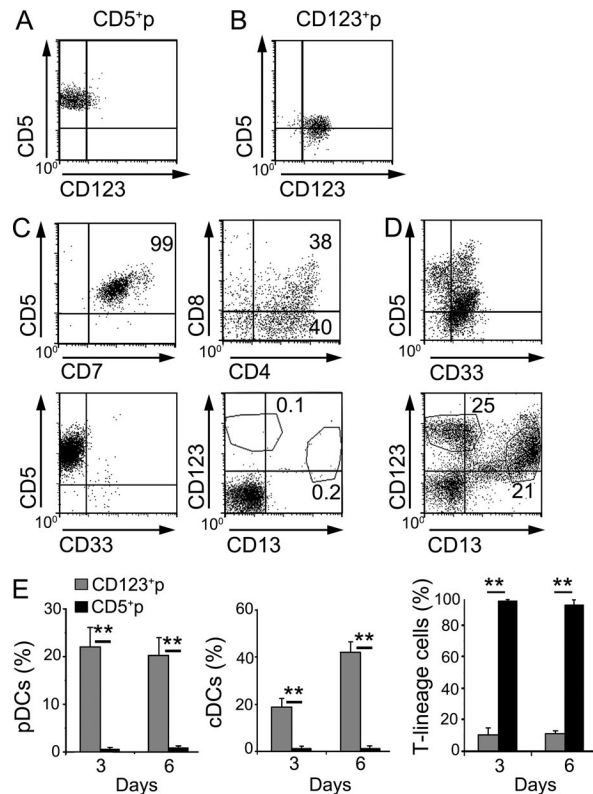 A
CD5⁺p
B
CD123⁺p
CD5
10⁰
CD123
CD5
10⁰
CD123
C
CD5
99
10⁰
CD7
CD8
38
40
CD4
D
CD5
10⁰
CD33
CD5
10⁰
CD33
CD123
0.1
0.2
10⁰
CD13
CD123
25
21
10⁰
CD13
E
CD123⁺p
CD5⁺p
pDCs (%)
30
20
10
0
**
**
3
6
Days
cDCs (%)
60
40
20
0
**
**
3
6
Days
T-lineage cells (%)
100
80
60
40
20
0
**
**
3
6
Days